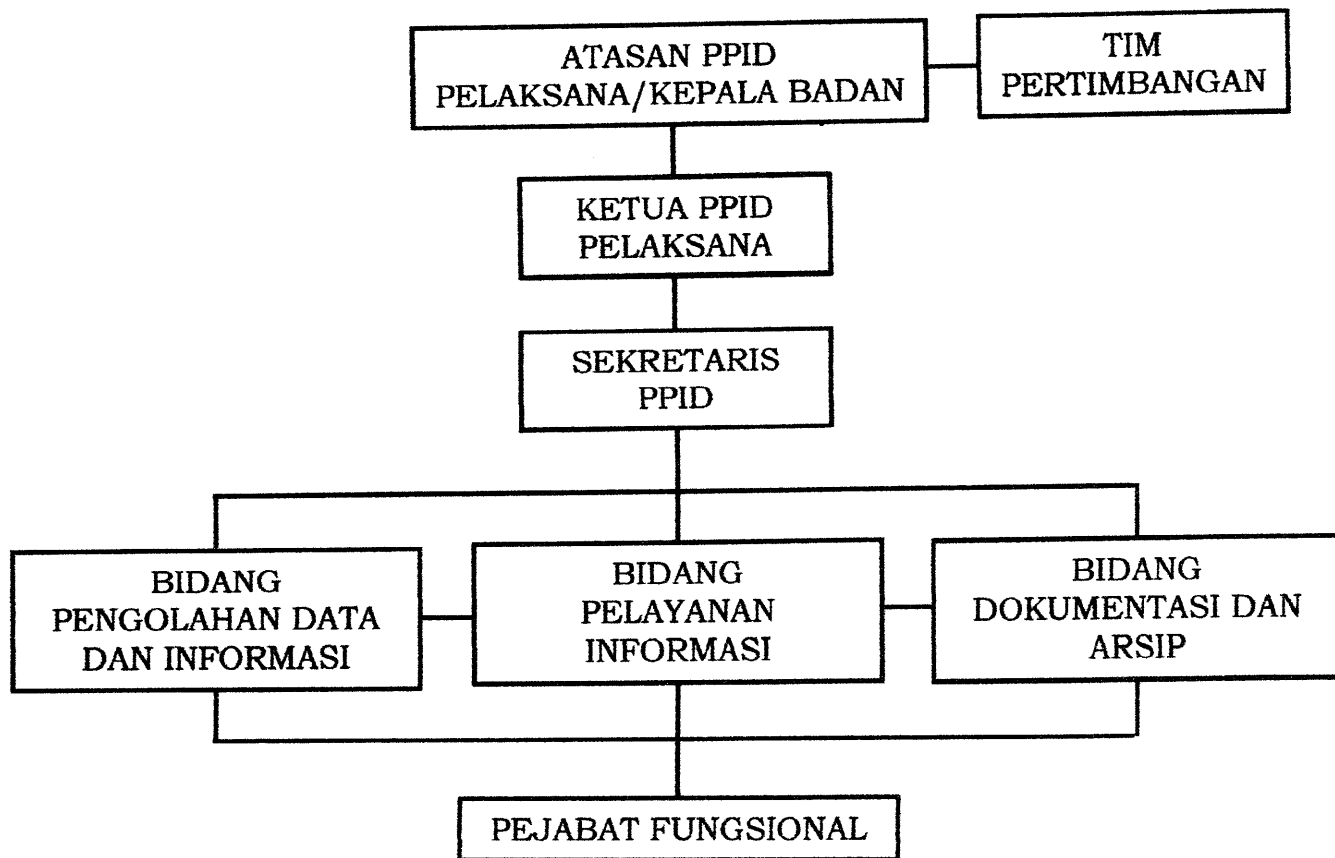 ATASAN PPID
PELAKSANA/KEPALA BADAN
TIM
PERTIMBANGAN
KETUA PPID
PELAKSANA
SEKRETARIS
PPID
BIDANG
PENGOLAHAN DATA
DAN INFORMASI
BIDANG
PELAYANAN
INFORMASI
BIDANG
DOKUMENTASI DAN
ARSIP
PEJABAT FUNGSIONAL